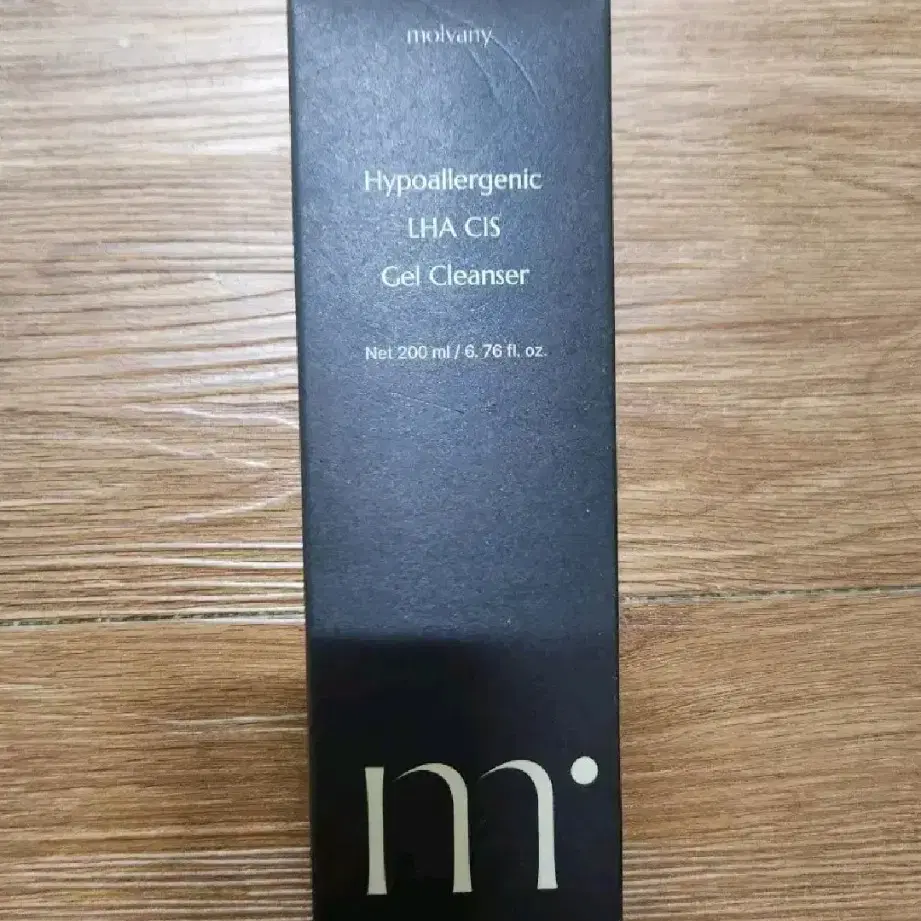 molvany
Hypoallergenic
LHA CIS
Gel Cleanser
Net 200 ml / 6. 76 fl. oz.
m